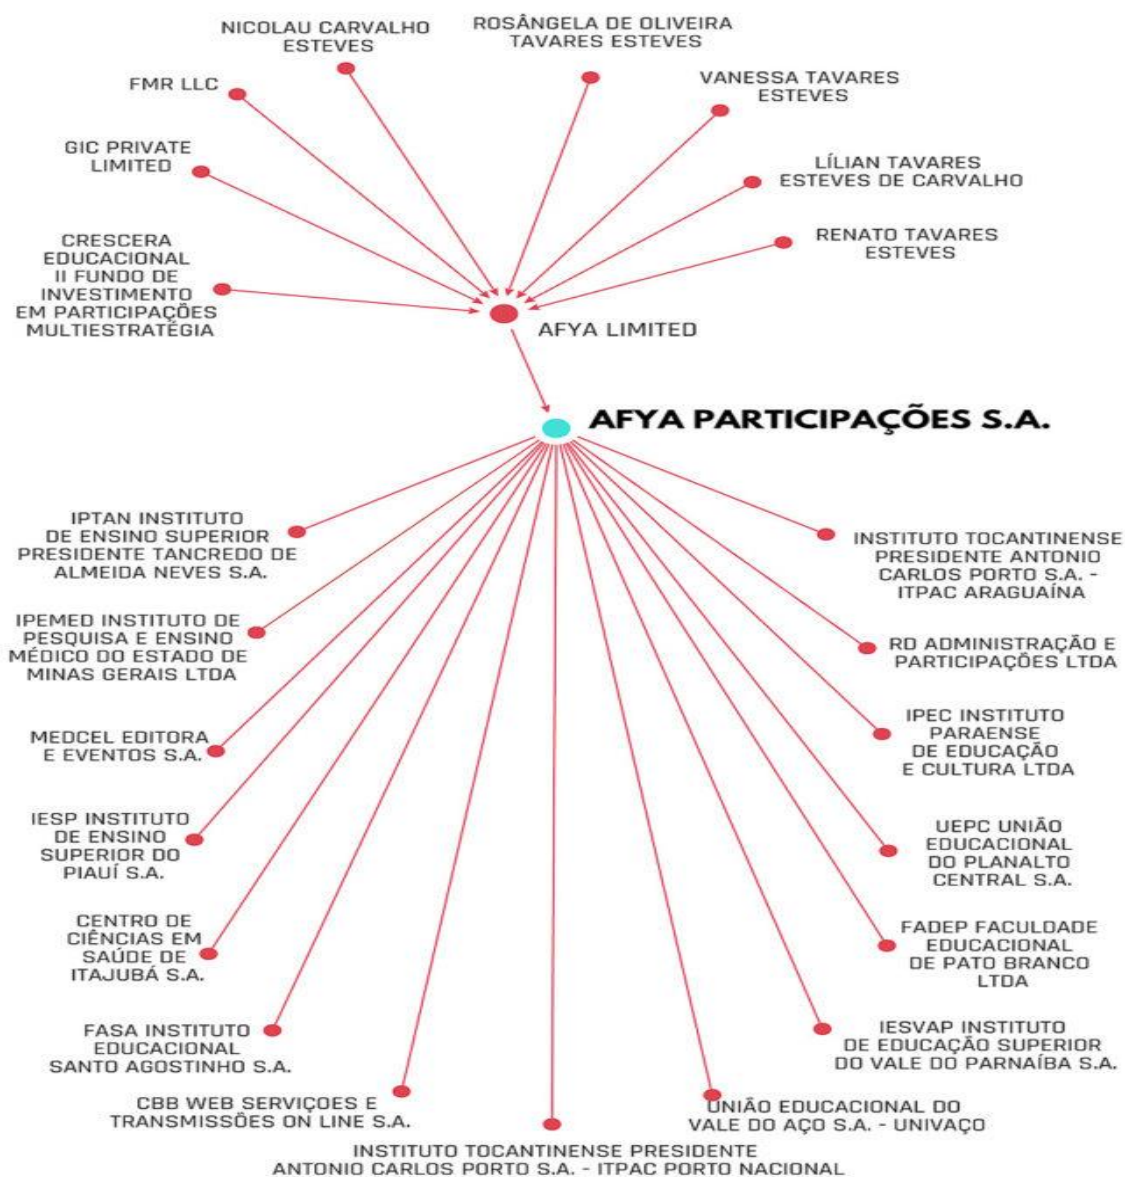 NICOLAU CARVALHO
ESTEVES
ROSÂNGELA DE OLIVEIRA
TAVARES ESTEVES
FMR LLC
VANESSA TAVARES
ESTEVES
GIC PRIVATE
LIMITED
LÍLIAN TAVARES
ESTEVES DE CARVALHO
CRESCERA
EDUCACIONAL
II FUNDO DE
INVESTIMENTO
EM PARTICIPAÇÕES
MULTIESTRATÉGIA
RENATO TAVARES
ESTEVES
AFYA LIMITED
AFYA PARTICIPAÇÕES S.A.
IPTAN INSTITUTO
DE ENSINO SUPERIOR
PRESIDENTE TANCREDO DE
ALMEIDA NEVES S.A.
INSTITUTO TOCANTINENSE
PRESIDENTE ANTONIO
CARLOS PORTO S.A. -
ITPAC ARAGUAÍNA
IPEMED INSTITUTO DE
PESQUISA E ENSINO
MÉDICO DO ESTADO DE
MINAS GERAIS LTDA
RD ADMINISTRAÇÃO E
PARTICIPAÇÕES LTDA
MEDCEL EDITORA
E EVENTOS S.A.
IPEC INSTITUTO
PARAENSE
DE EDUCAÇÃO
E CULTURA LTDA
IESP INSTITUTO
DE ENSINO
SUPERIOR DO
PIAUÍ S.A.
UEPC UNIÃO
EDUCACIONAL
DO PLANALTO
CENTRAL S.A.
CENTRO DE
CIÊNCIAS EM
SAÚDE DE
ITAJUBÁ S.A.
FADEP FACULDADE
EDUCACIONAL
DE PATO BRANCO
LTDA
FASA INSTITUTO
EDUCACIONAL
SANTO AGOSTINHO S.A.
IESVAP INSTITUTO
DE EDUCAÇÃO SUPERIOR
DO VALE DO PARNAÍBA S.A.
CBB WEB SERVIÇOES E
TRANSMISSÕES ON LINE S.A.
UNIÃO EDUCACIONAL DO
VALE DO AÇO S.A. - UNIVAÇO
INSTITUTO TOCANTINENSE PRESIDENTE
ANTONIO CARLOS PORTO S.A. - ITPAC PORTO NACIONAL